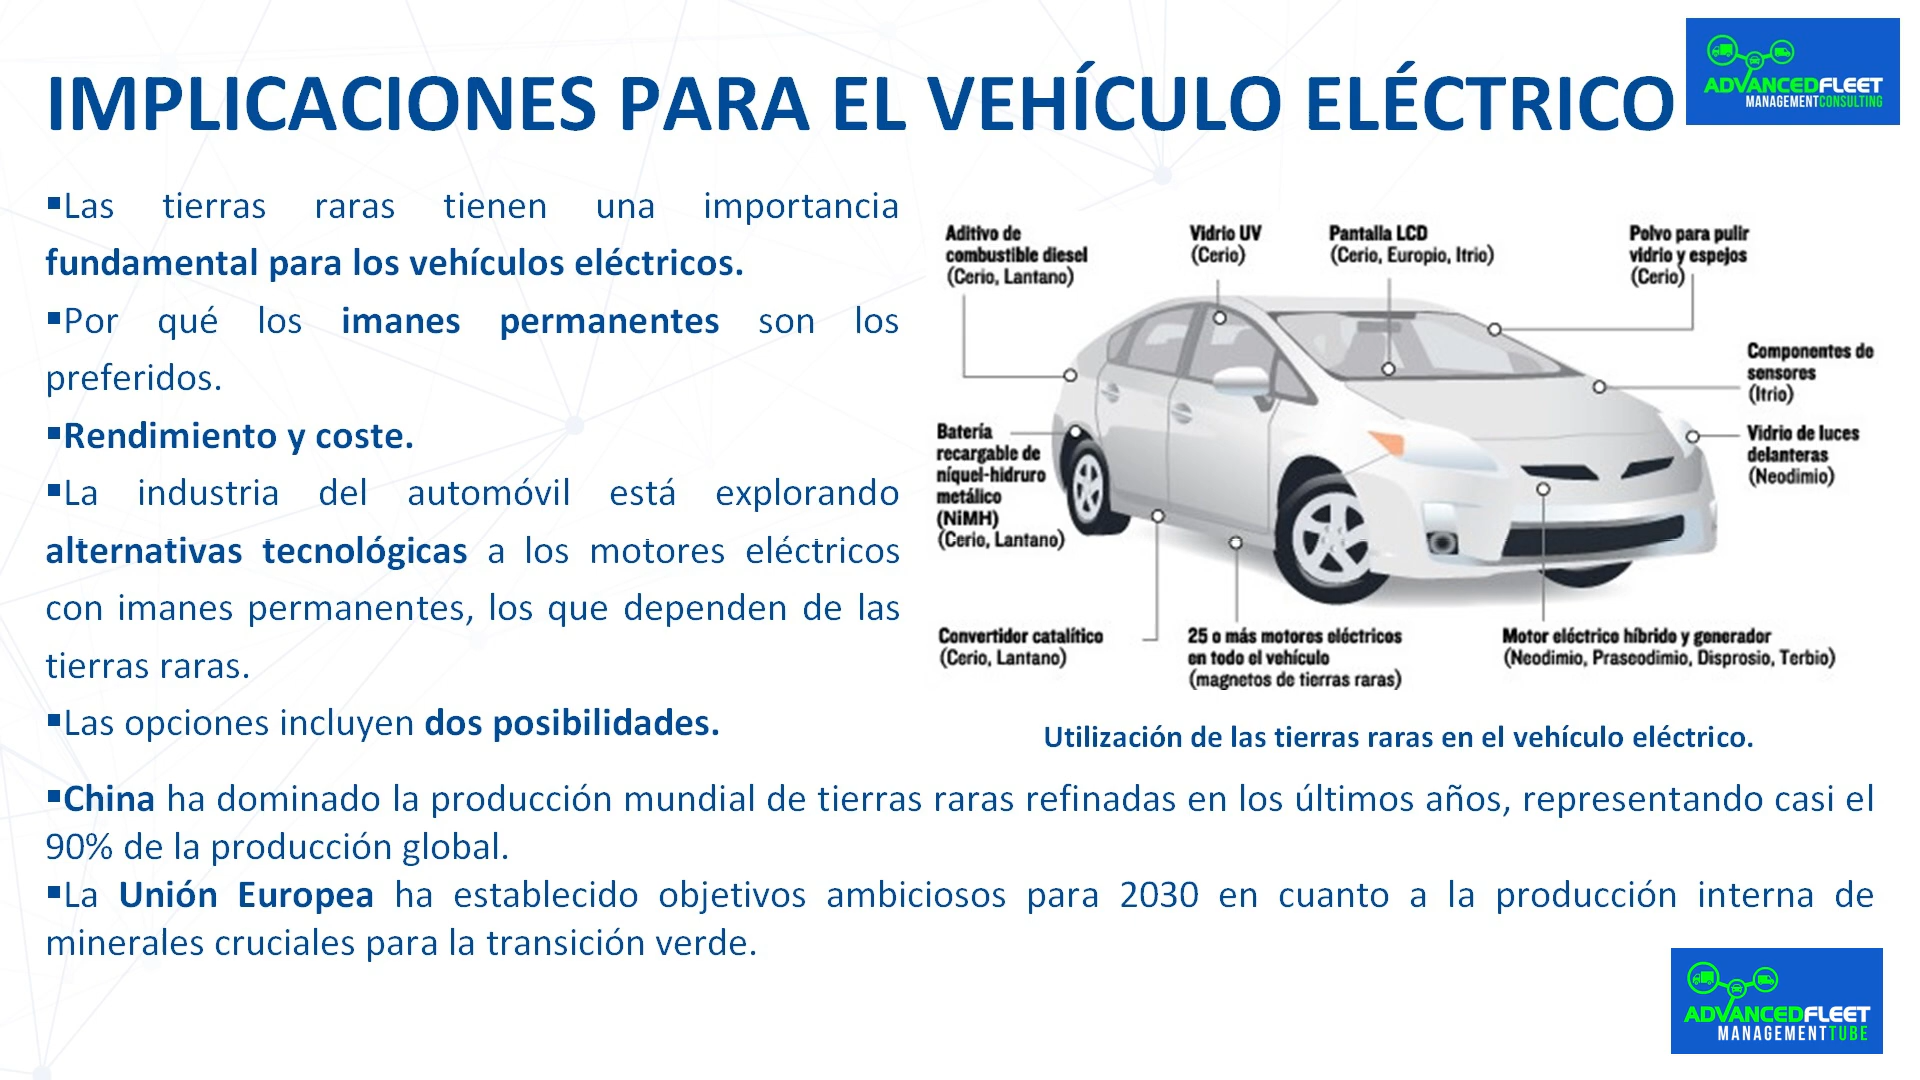 IMPLICACIONES PARA EL VEHÍCULO ELÉCTRICO
ADVANCEDFLEET
MANAGEMENTCONSULTING
▪Las tierras raras tienen una importancia
fundamental para los vehículos eléctricos.
▪Por qué los imanes permanentes son los
preferidos.
▪Rendimiento y coste.
▪La industria del automóvil está explorando
alternativas tecnológicas a los motores eléctricos
con imanes permanentes, los que dependen de las
tierras raras.
▪Las opciones incluyen dos posibilidades.
Aditivo de
combustible diesel
(Cerio, Lantano)
Vidrio UV
(Cerio)
Pantalla LCD
(Cerio, Europio, Itrio)
Polvo para pulir
vidrio y espejos
(Cerio)
Componentes de
sensores
(Itrio)
Vidrio de luces
delanteras
(Neodimio)
Batería
recargable de
níquel-hidruro
metálico
(NiMH)
(Cerio, Lantano)
Convertidor catalítico
(Cerio, Lantano)
25 o más motores eléctricos
en todo el vehículo
(magnetos de tierras raras)
Motor eléctrico híbrido y generador
(Neodimio, Praseodimio, Disprosio, Terbio)
Utilización de las tierras raras en el vehículo eléctrico.
▪China ha dominado la producción mundial de tierras raras refinadas en los últimos años, representando casi el
90% de la producción global.
▪La Unión Europea ha establecido objetivos ambiciosos para 2030 en cuanto a la producción interna de
minerales cruciales para la transición verde.
ADVANCEDFLEET
MANAGEMENTTUBE